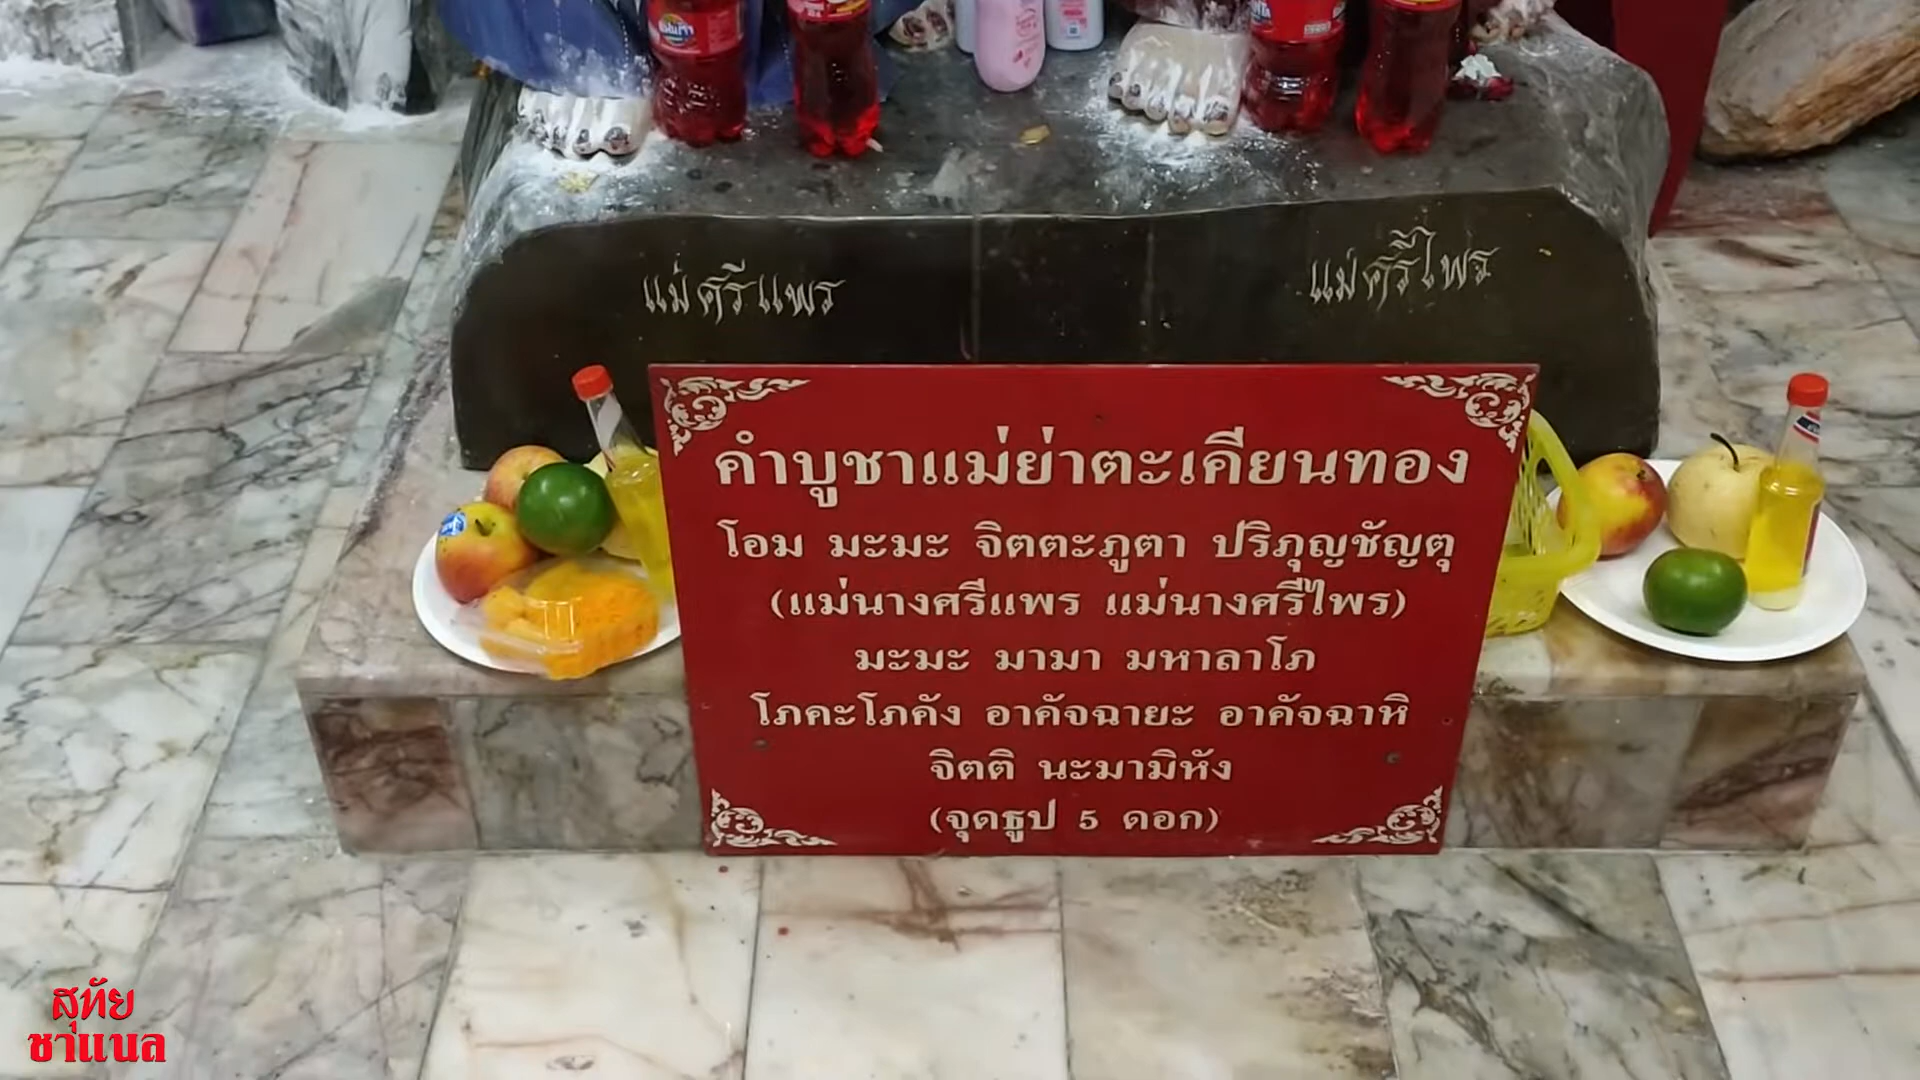 แม่ศรีแพร
แม่ศรีไพร
คำบูชาแม่ย่าตะเคียนทอง
โอม มะมะ จิตตะภูตา ปริภุญชัญตุ
(แม่นางศรีแพร แม่นางศรีไพร)
มะมะ มามา มหาลาโภ
โภคะโภคัง อาคัจฉายะ อาคัจฉาหิ
จิตติ นะมามิหัง
(จุดธูป 5 ดอก)
สุทัย
ชาแนล